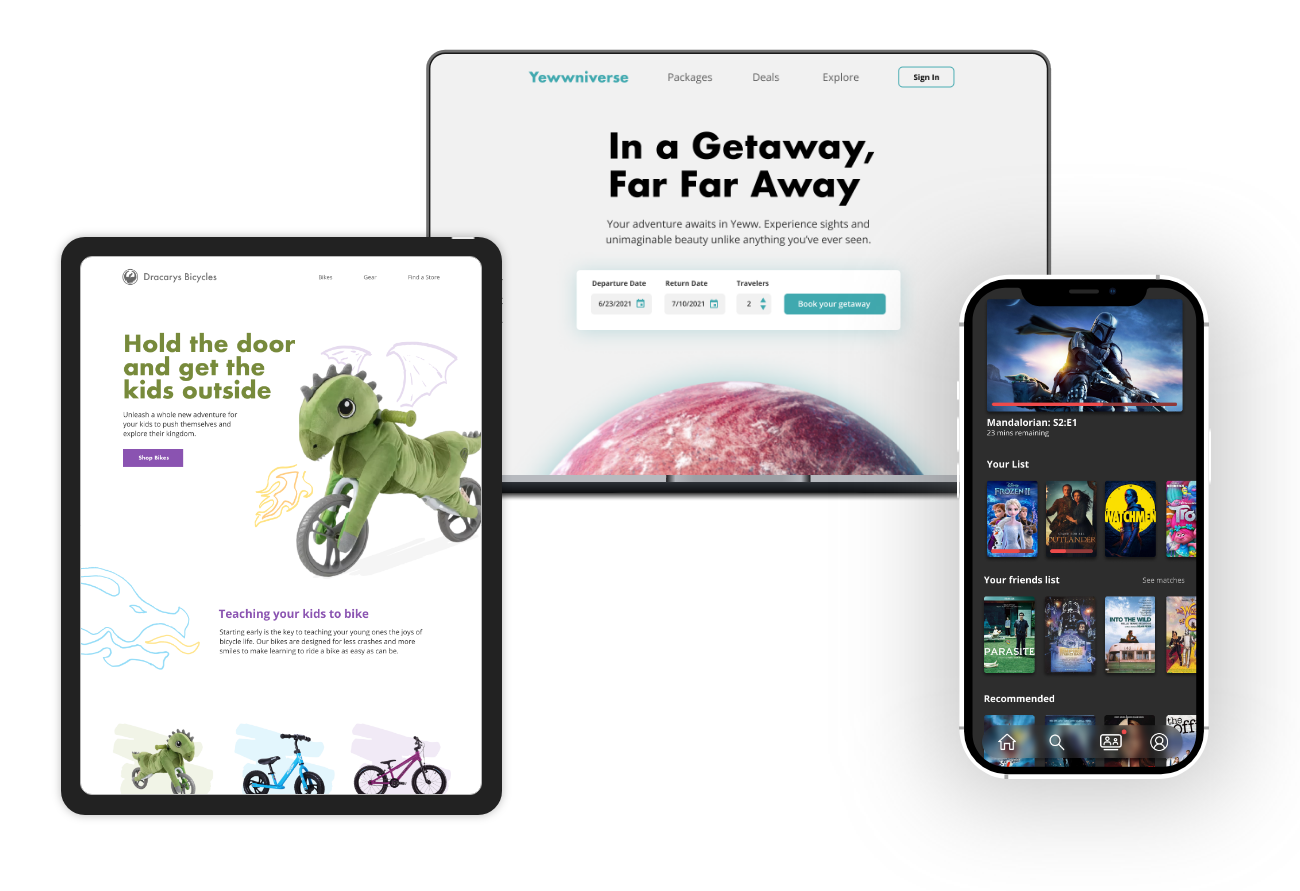 Yewwniverse
Packages
Deals
Explore
Sign In
In a Getaway,
Far Far Away
Your adventure awaits in Yeww. Experience sights and
unimaginable beauty unlike anything you've ever seen.
Departure Date
Return Date
Travelers
6/23/2021
7/10/2021
2
Book your getaway
Dracarys Bicycles
Bikes
Gear
Find a Store
Hold the door
and get the
kids outside
Unleash a whole new adventure for
your kids to push themselves and
explore their kingdom.
Shop Bikes
Teaching your kids to bike
Starting early is the key to teaching your young ones the joys of
bicycle life. Our bikes are designed for less crashes and more
smiles to make learning to ride a bike as easy as can be.
Mandalorian: S2:E1
23 mins remaining
Your List
Disney
FROZEN II
OUTLANDER
WATCHMEN
Tro
Your friends list
See matches
PARASITE
INTO THE WILD
Recommended
the
off